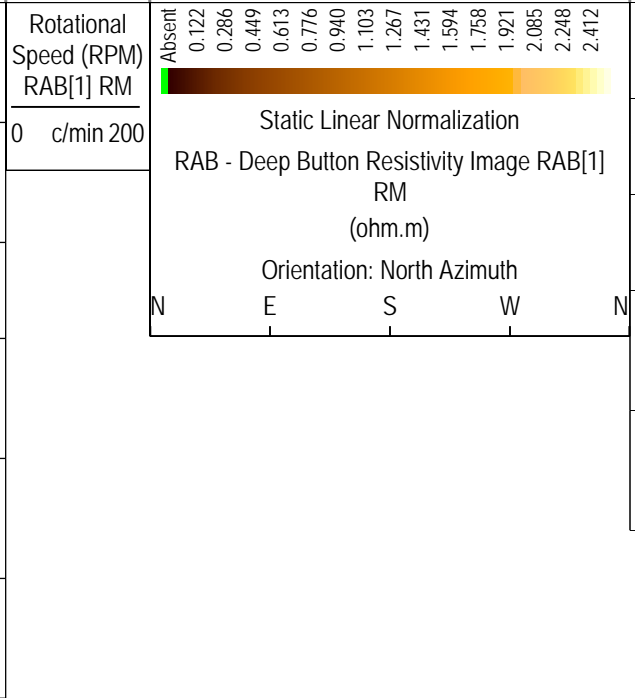 Rotational
Speed (RPM)
RAB[1] RM
0 c/min 200
Absent 0.122 0.286 0.449 0.613 0.776 0.940 1.103 1.267 1.431 1.594 1.758 1.921 2.085 2.248 2.412
Static Linear Normalization
RAB - Deep Button Resistivity Image RAB[1]
RM
(ohm.m)
Orientation: North Azimuth
N E S W N